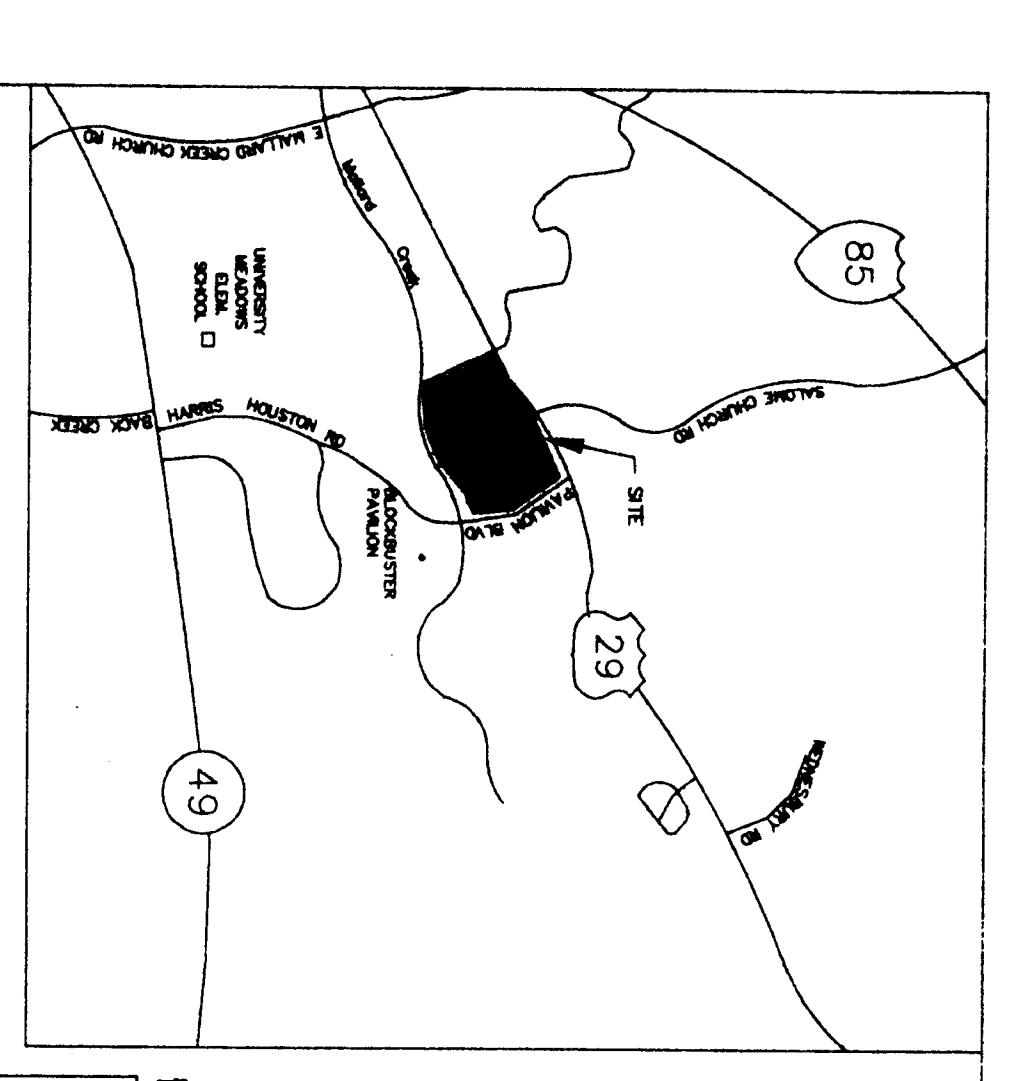 E MALLARD CREEK CHURCH RD
Mallard
Creek
85
UNIVERSITY
MEADOWS
ELEM.
SCHOOL
SALOME CHURCH RD
BACK CREEK
HARRIS HOUSTON RD
SITE
PAVILION BLVD
BLOCKBUSTER
PAVILION
29
49
WEDNESBURY RD